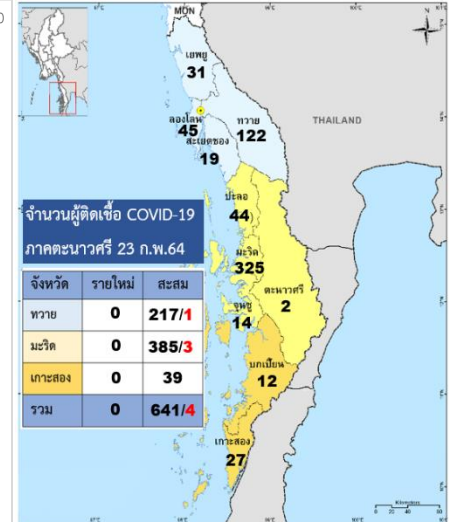 MON
N
เยพยู
31
ลองโลน
45
ทวาย
122
สะเยดชอง
19
THAILAND
ปะลอ
44
มะริด
325
ตะนาวศรี
2
จุนซู
14
บกเปี้ยน
12
เกาะสอง
27
จำนวนผู้ติดเชื้อ COVID-19
ภาคตะนาวศรี 23 ก.พ.64
จังหวัด รายใหม่ สะสม
ทวาย 0 217/1
มะริด 0 385/3
เกาะสอง 0 39
รวม 0 641/4
Kilometers